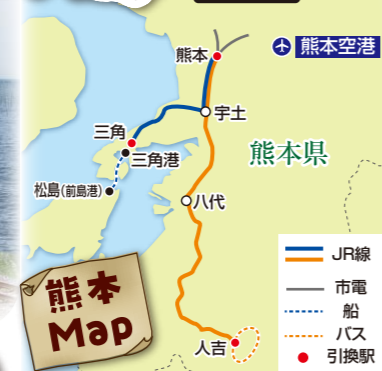 熊本
熊本空港
宇土
三角
三角港
熊本県
松島(前島港)
八代
JR線
市電
船
バス
引換駅
熊本
Map
人吉